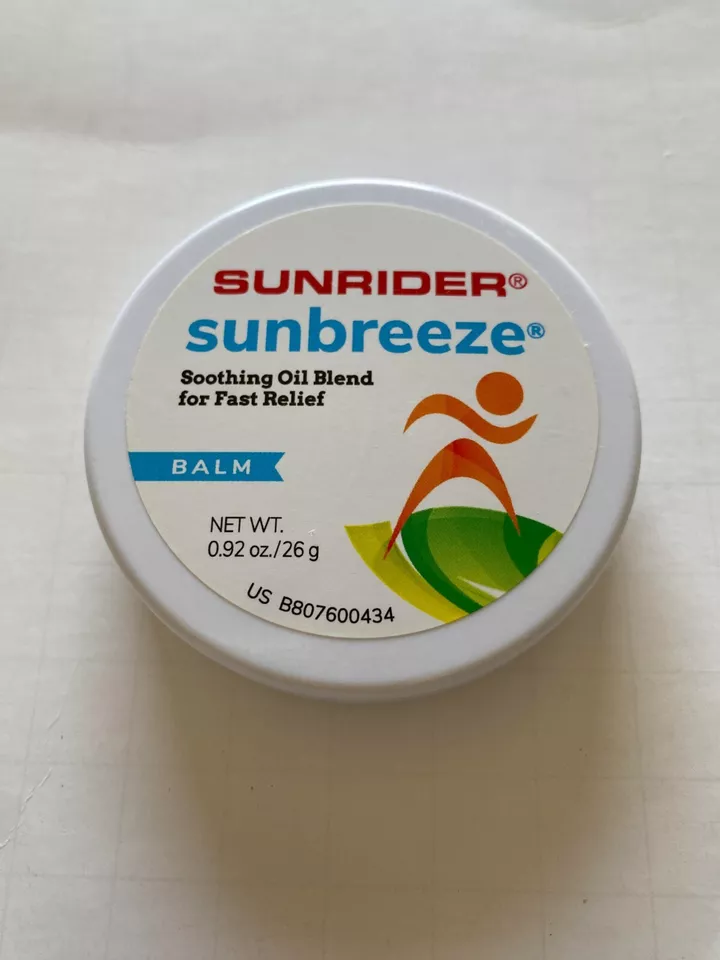 SUNRIDER®
sunbreeze®
Soothing Oil Blend
for Fast Relief
BALM
NET WT.
0.92 oz./26 g
US B807600434